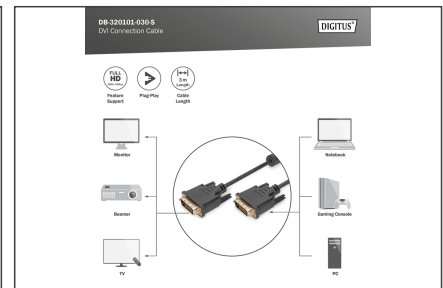 DB-320101-030-S
DVI Connection Cable
DIGITUS®
FULL
HD
3 m
Length
Feature
Support
Plug-Play
Cable
Length
Monitor
Notebook
Beamer
Gaming Console
TV
PC